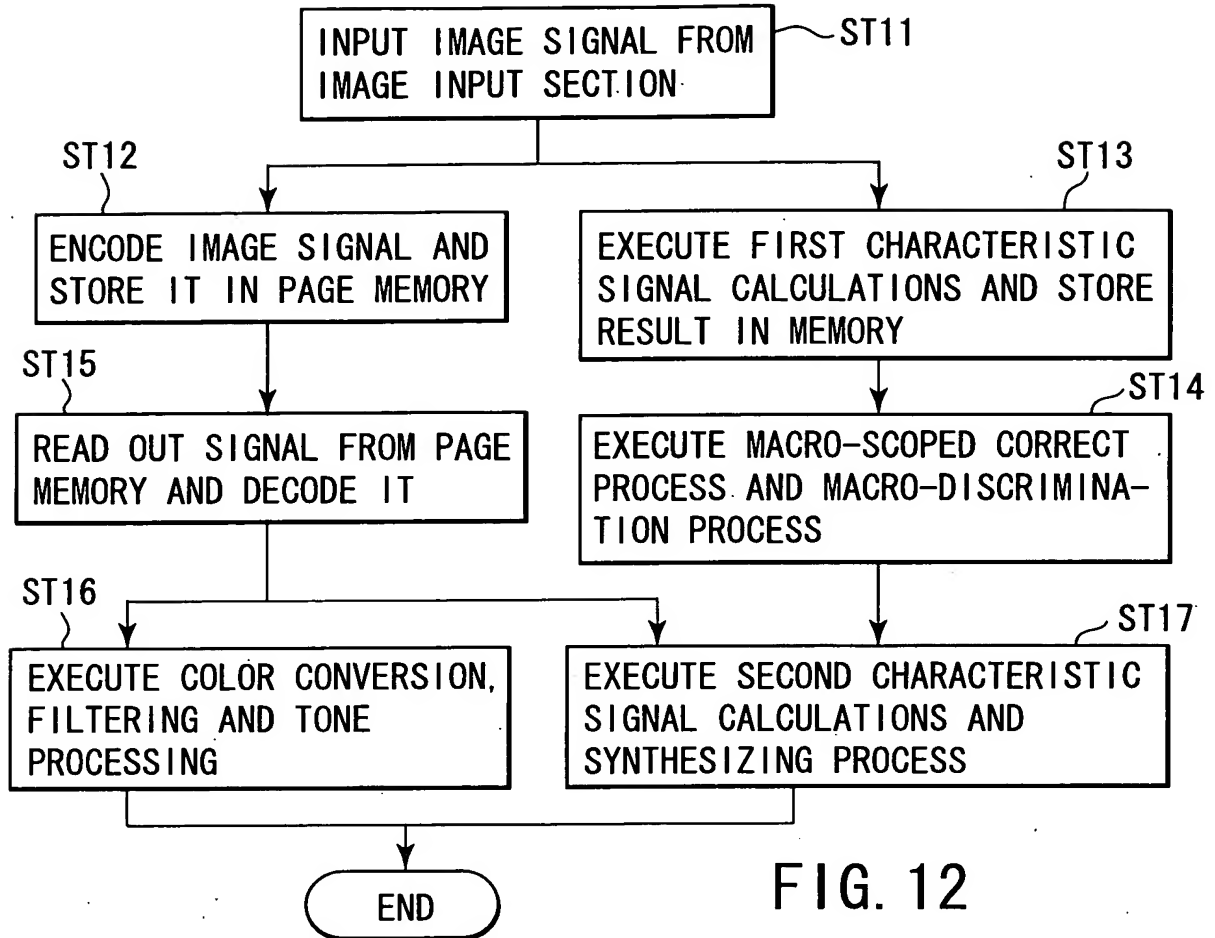 INPUT IMAGE SIGNAL FROM
IMAGE INPUT SECTION
ST11
ST12
ENCODE IMAGE SIGNAL AND
STORE IT IN PAGE MEMORY
ST13
EXECUTE FIRST CHARACTERISTIC
SIGNAL CALCULATIONS AND STORE
RESULT IN MEMORY
ST15
READ OUT SIGNAL FROM PAGE
MEMORY AND DECODE IT
ST14
EXECUTE MACRO-SCOPED CORRECT
PROCESS AND MACRO-DISCRIMINA-
TION PROCESS
ST16
EXECUTE COLOR CONVERSION,
FILTERING AND TONE
PROCESSING
ST17
EXECUTE SECOND CHARACTERISTIC
SIGNAL CALCULATIONS AND
SYNTHESIZING PROCESS
END
FIG. 12